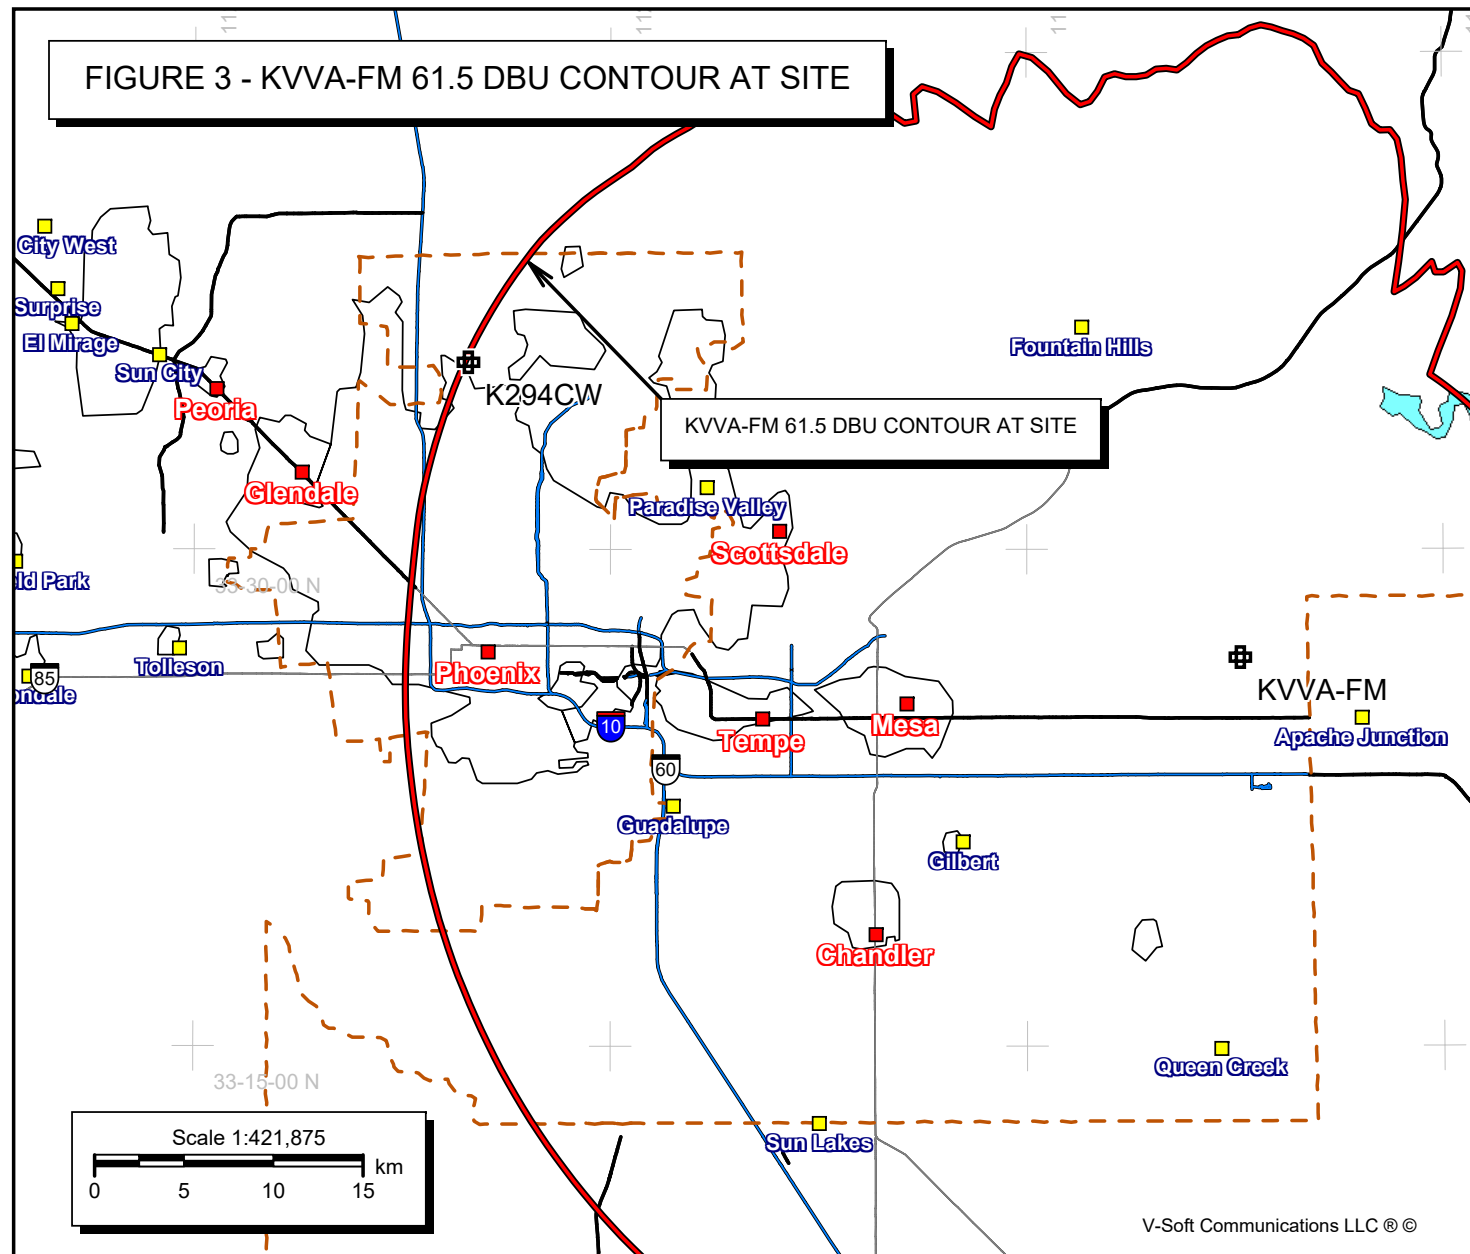 FIGURE 3 - KVVA-FM 61.5 DBU CONTOUR AT SITE
City West
Surprise
El Mirage
Sun City
Peoria
Fountain Hills
K294CW
KVVA-FM 61.5 DBU CONTOUR AT SITE
Glendale
Paradise Valley
Scottsdale
33-30-00 N
Park
Tolleson
Phoenix
85
KVVA-FM
10
Tempe
Mesa
Apache Junction
60
Guadalupe
Gilbert
Chandler
Queen Creek
33-15-00 N
Scale 1:421,875
km
0 5 10 15
Sun Lakes
V-Soft Communications LLC ® ©